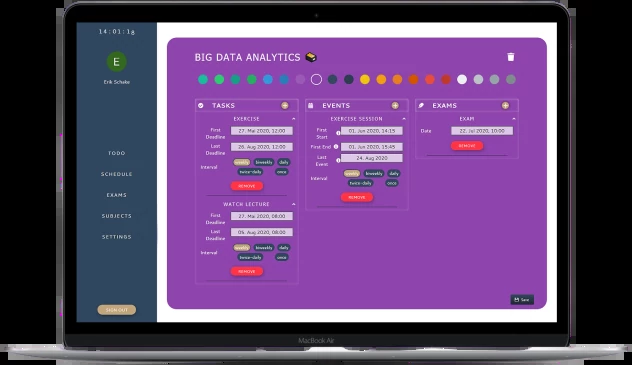 14:01:18
E
Erik Schake
TODO
SCHEDULE
EXAMS
SUBJECTS
SETTINGS
SIGN OUT
BIG DATA ANALYTICS
TASKS
EXERCISE
First Deadline 27. Mai 2020, 12:00
Last Deadline 26. Aug 2020, 12:00
Interval weekly biweekly daily
twice-daily once
REMOVE
WATCH LECTURE
First Deadline 27. Mai 2020, 08:00
Last Deadline 05. Aug 2020, 08:00
Interval weekly biweekly daily
twice-daily once
REMOVE
EVENTS
EXERCISE SESSION
First Start 01. Jun 2020, 14:15
First End 01. Jun 2020, 15:45
Last Event 24. Aug 2020
Interval weekly biweekly daily
twice-daily once
REMOVE
EXAMS
EXAM
Date 22. Jul 2020, 10:00
REMOVE
Save
MacBook Air